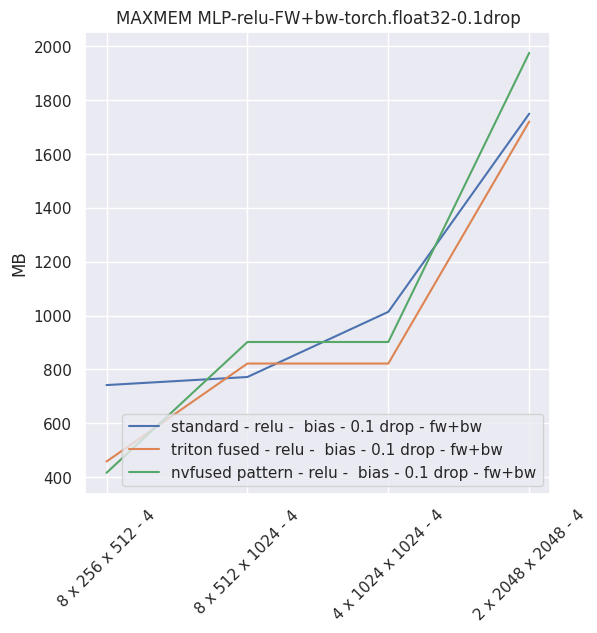 MAXMEM MLP-relu-FW+bw-torch.float32-0.1drop
2000
1800
1600
1400
1200
1000
800
600
400
MB
standard - relu -  bias - 0.1 drop - fw+bw
triton fused - relu -  bias - 0.1 drop - fw+bw
nvfused pattern - relu -  bias - 0.1 drop - fw+bw
8 x 256 x 512 - 4
8 x 512 x 1024 - 4
4 x 1024 x 1024 - 4
2 x 2048 x 2048 - 4